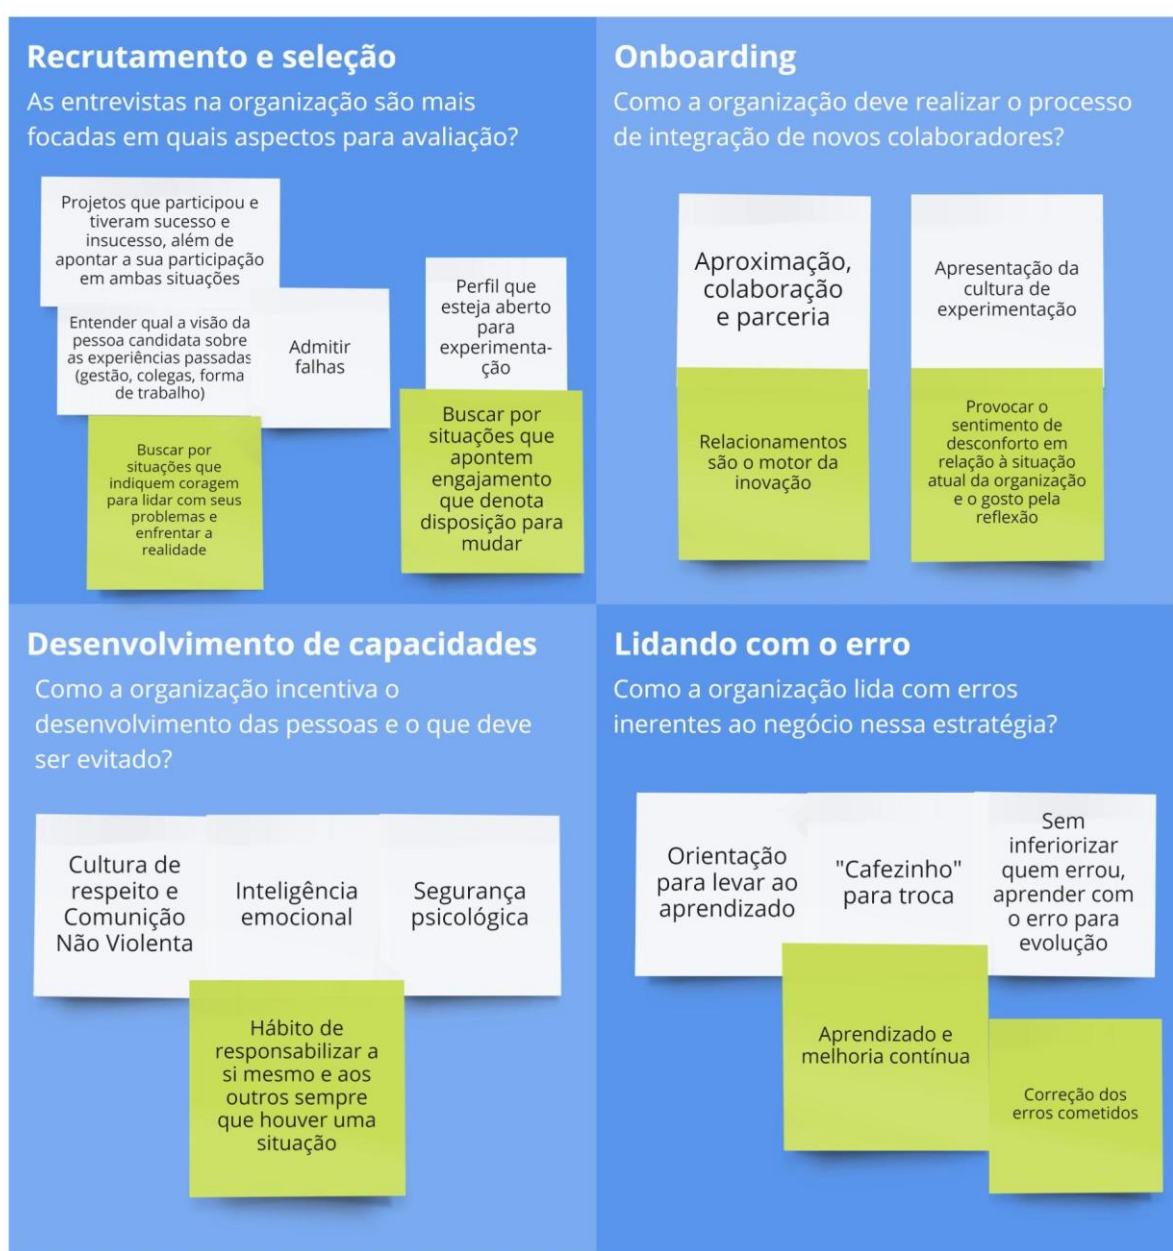 Recrutamento e seleção
As entrevistas na organização são mais
focadas em quais aspectos para avaliação?
Projetos que participou e
tiveram sucesso e
insucesso, além de
apontar a sua participação
em ambas situações
Entender qual a visão da
pessoa candidata sobre
as experiências passadas
(gestão, colegas, forma
de trabalho)
Admitir
falhas
Perfil que
esteja aberto
para
experimenta-
ção
Buscar por
situações que
indiquem coragem
para lidar com seus
problemas e
enfrentar a
realidade
Buscar por
situações que
apontem
engajamento
que denota
disposição para
mudar
Onboarding
Como a organização deve realizar o processo
de integração de novos colaboradores?
Aproximação,
colaboração
e parceria
Apresentação da
cultura de
experimentação
Relacionamentos
são o motor da
inovação
Provocar o
sentimento de
desconforto em
relação à situação
atual da organização
e o gosto pela
reflexão
Desenvolvimento de capacidades
Como a organização incentiva o
desenvolvimento das pessoas e o que deve
ser evitado?
Cultura de
respeito e
Comunição
Não Violenta
Inteligência
emocional
Segurança
psicológica
Hábito de
responsabilizar a
si mesmo e aos
outros sempre
que houver uma
situação
Lidando com o erro
Como a organização lida com erros
inerentes ao negócio nessa estratégia?
Orientação
para levar ao
aprendizado
"Cafezinho"
para troca
Sem
inferiorizar
quem errou,
aprender com
o erro para
evolução
Aprendizado e
melhoria contínua
Correção dos
erros cometidos